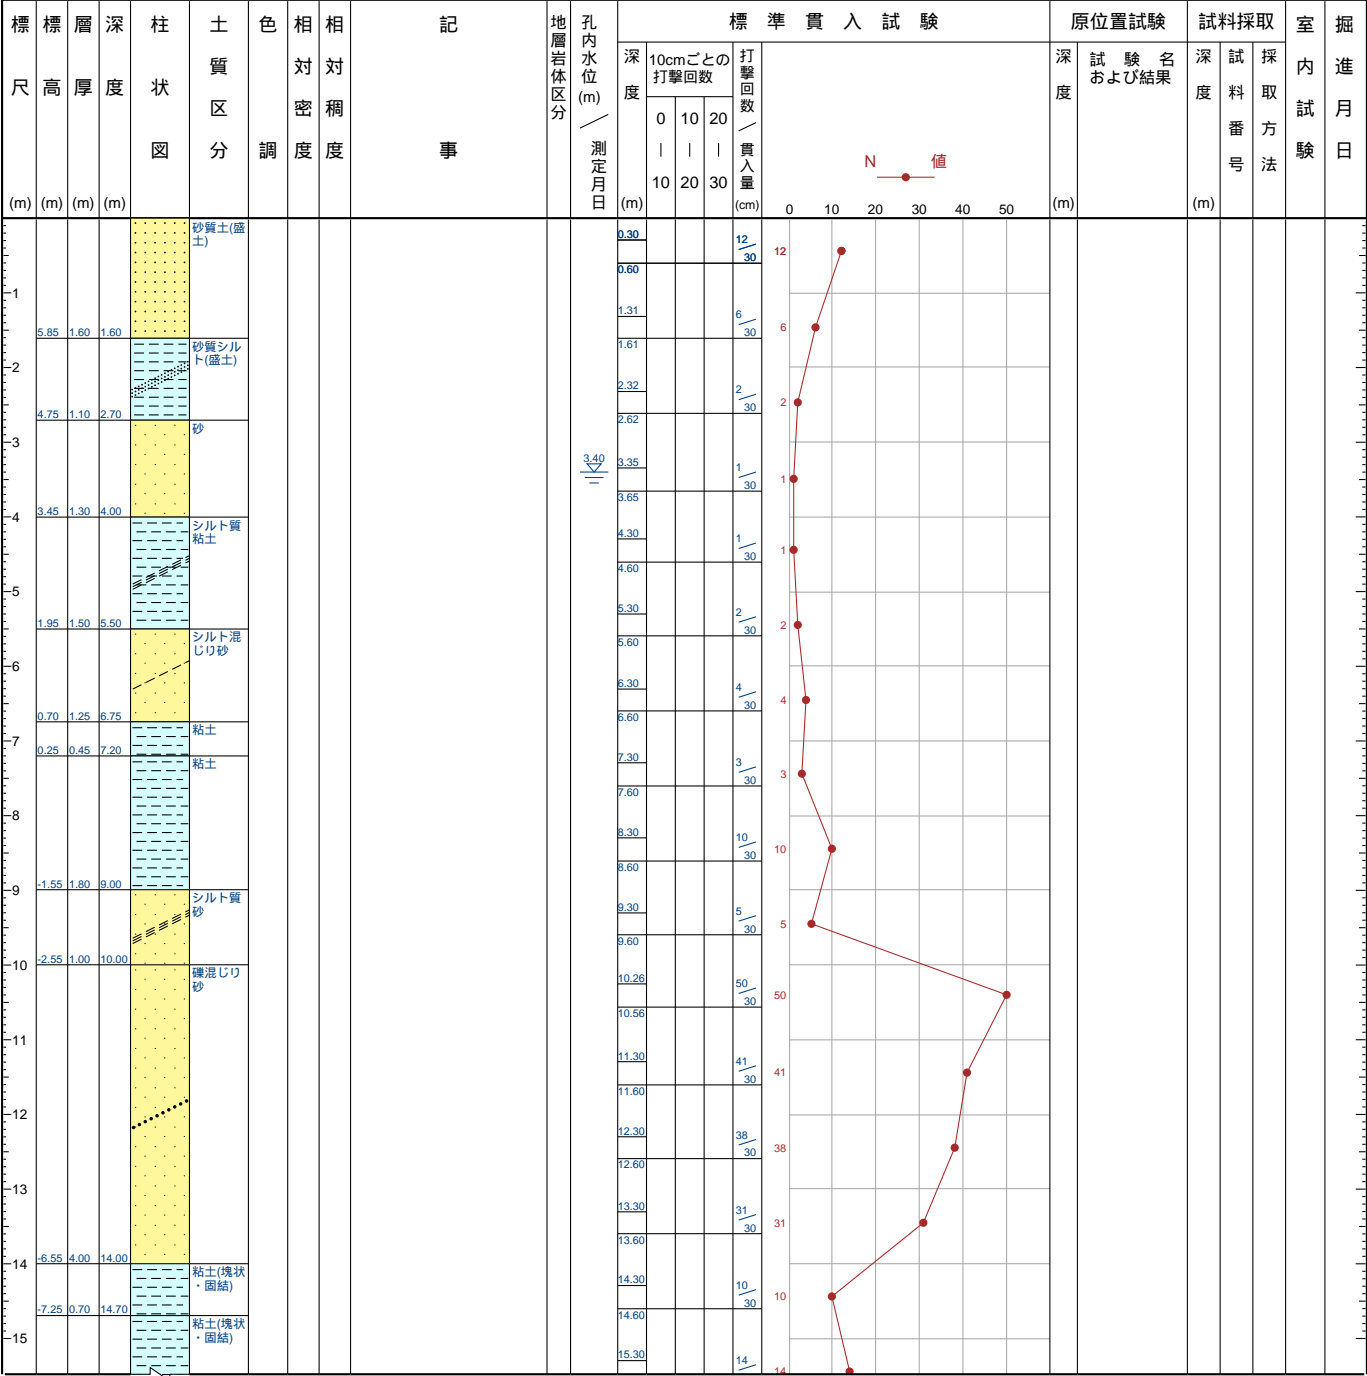 標尺(m)
標高(m)
層厚(m)
深度(m)
柱状図
土質区分
色調
相対密度
相対稠度
記事
地層岩体区分
孔内水位(m)／測定月日
標準貫入試験
深度(m)
10cmごとの
打撃回数
0 10 20
| | |
10 20 30
打撃回数／貫入量(cm)
N 値
0 10 20 30 40 50
原位置試験
深度(m)
試験名
および結果
試料採取
深度(m)
試料番号
採取方法
室内試験
掘進月日
砂質土(盛
土)
0.30 12/30 12
0.60
1
1.31 6/30 6
5.85 1.60 1.60
砂質シル
ト(盛土)
1.61
2
2.32 2/30 2
4.75 1.10 2.70
2.62
砂
3
3.40
3.35 1/30 1
3.65
3.45 1.30 4.00
4
シルト質
粘土
4.30 1/30 1
4.60
5
5.30 2/30 2
1.95 1.50 5.50
5.60
シルト混
じり砂
6
6.30 4/30 4
0.70 1.25 6.75
6.60
粘土
7
0.25 0.45 7.20
7.30 3/30 3
粘土
7.60
8
8.30 10/30 10
8.60
-1.55 1.80 9.00
9
シルト質
砂
9.30 5/30 5
9.60
-2.55 1.00 10.00
10
礫混じり
砂
10.26 50/30 50
10.56
11
11.30 41/30 41
11.60
12
12.30 38/30 38
12.60
13
13.30 31/30 31
13.60
-6.55 4.00 14.00
14
粘土(塊状
・固結)
14.30 10/30 10
-7.25 0.70 14.70
14.60
粘土(塊状
・固結)
15
15.30 14 14